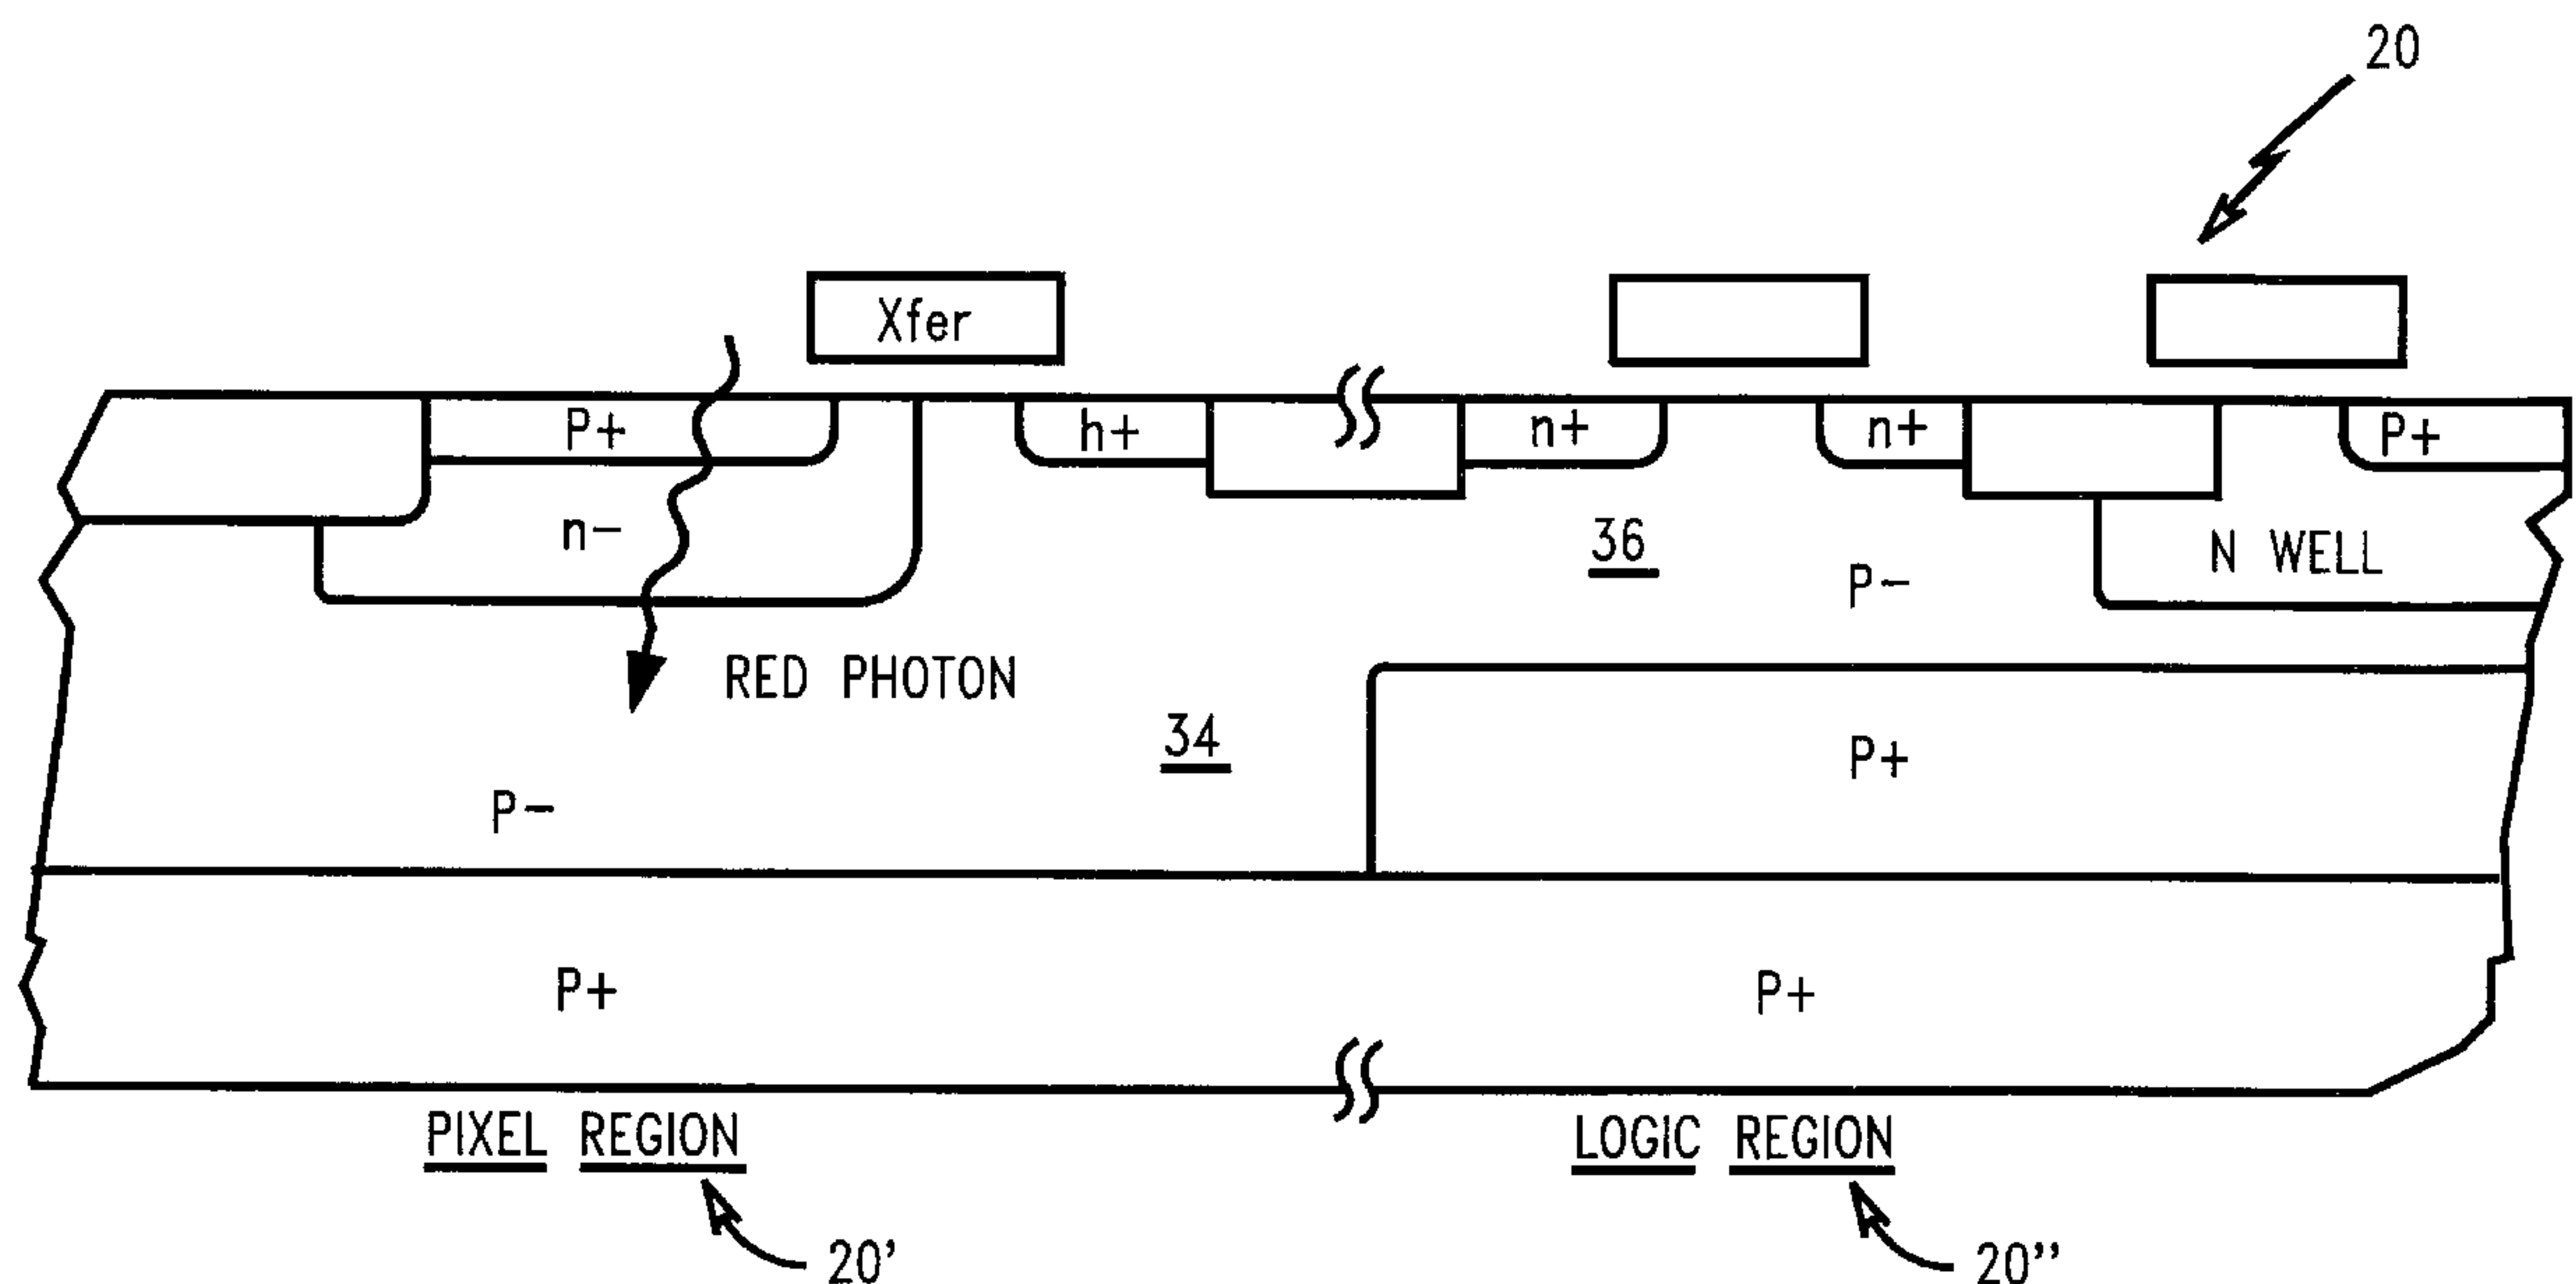 20
Xfer
P+
h+
n+
n+
P+
n-
36
P-
N WELL
RED PHOTON
34
P+
P-
P+
P+
PIXEL REGION
LOGIC REGION
20'
20''